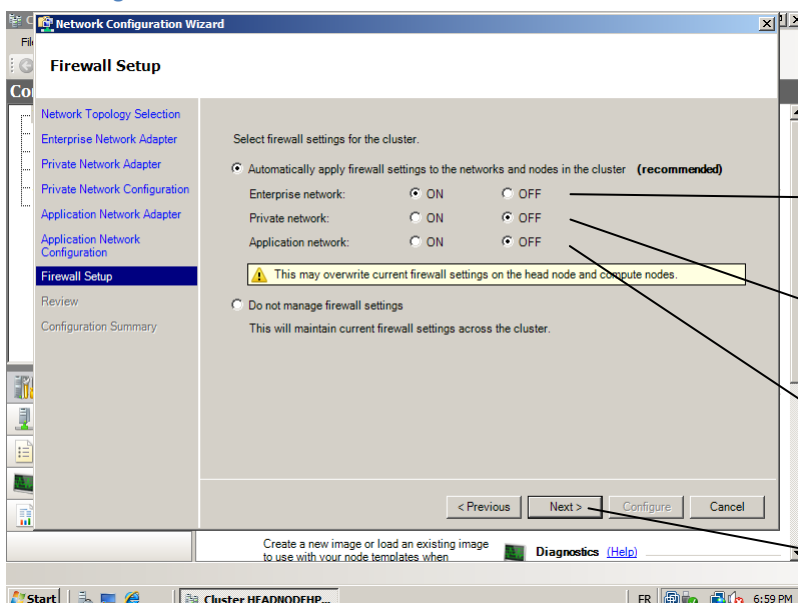 Network Configuration Wizard
Fil
Firewall Setup
Co
Network Topology Selection
Enterprise Network Adapter
Private Network Adapter
Private Network Configuration
Application Network Adapter
Application Network
Configuration
Firewall Setup
Review
Configuration Summary
Select firewall settings for the cluster.
Automatically apply firewall settings to the networks and nodes in the cluster (recommended)
Enterprise network: ON OFF
Private network: ON OFF
Application network: ON OFF
This may overwrite current firewall settings on the head node and compute nodes.
Do not manage firewall settings
This will maintain current firewall settings across the cluster.
< Previous Next > Configure Cancel
Create a new image or load an existing image
to use with your node templates when
Diagnostics (Help)
Start Cluster HEADNODEHP... FR 6:59 PM